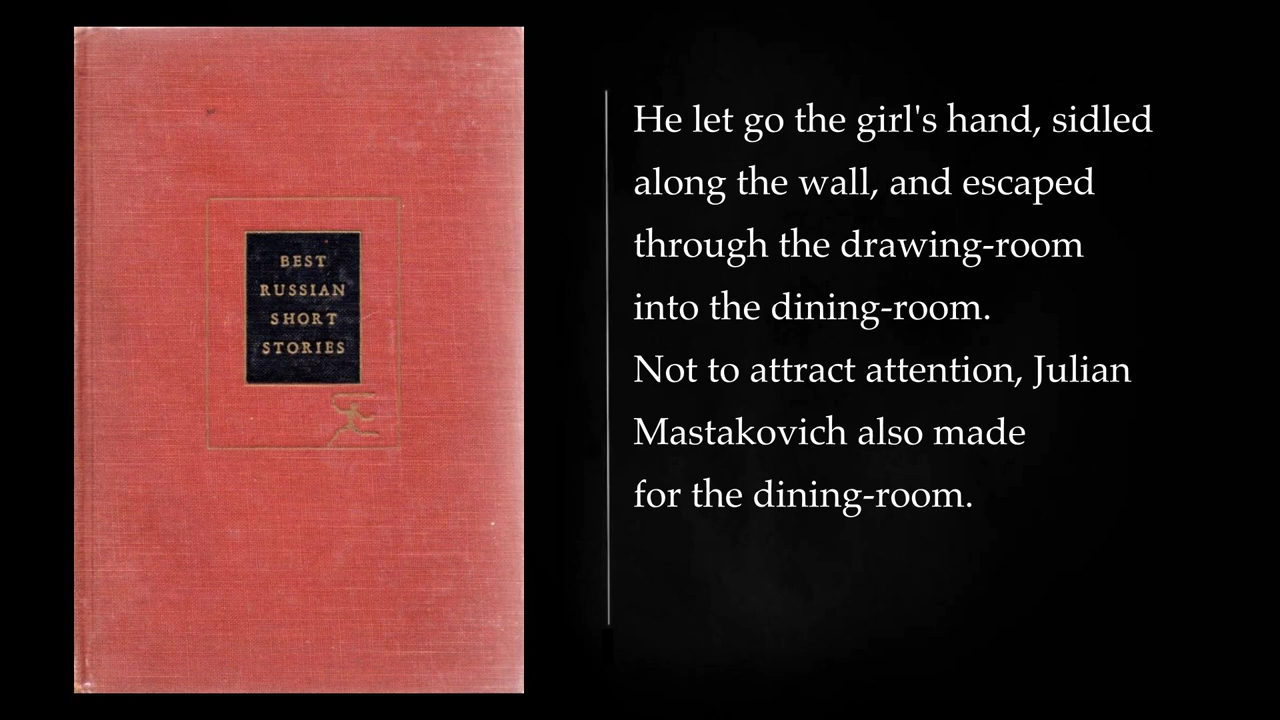 BEST
RUSSIAN
SHORT
STORIES
He let go the girl's hand, sidled
along the wall, and escaped
through the drawing-room
into the dining-room.
Not to attract attention, Julian
Mastakovich also made
for the dining-room.